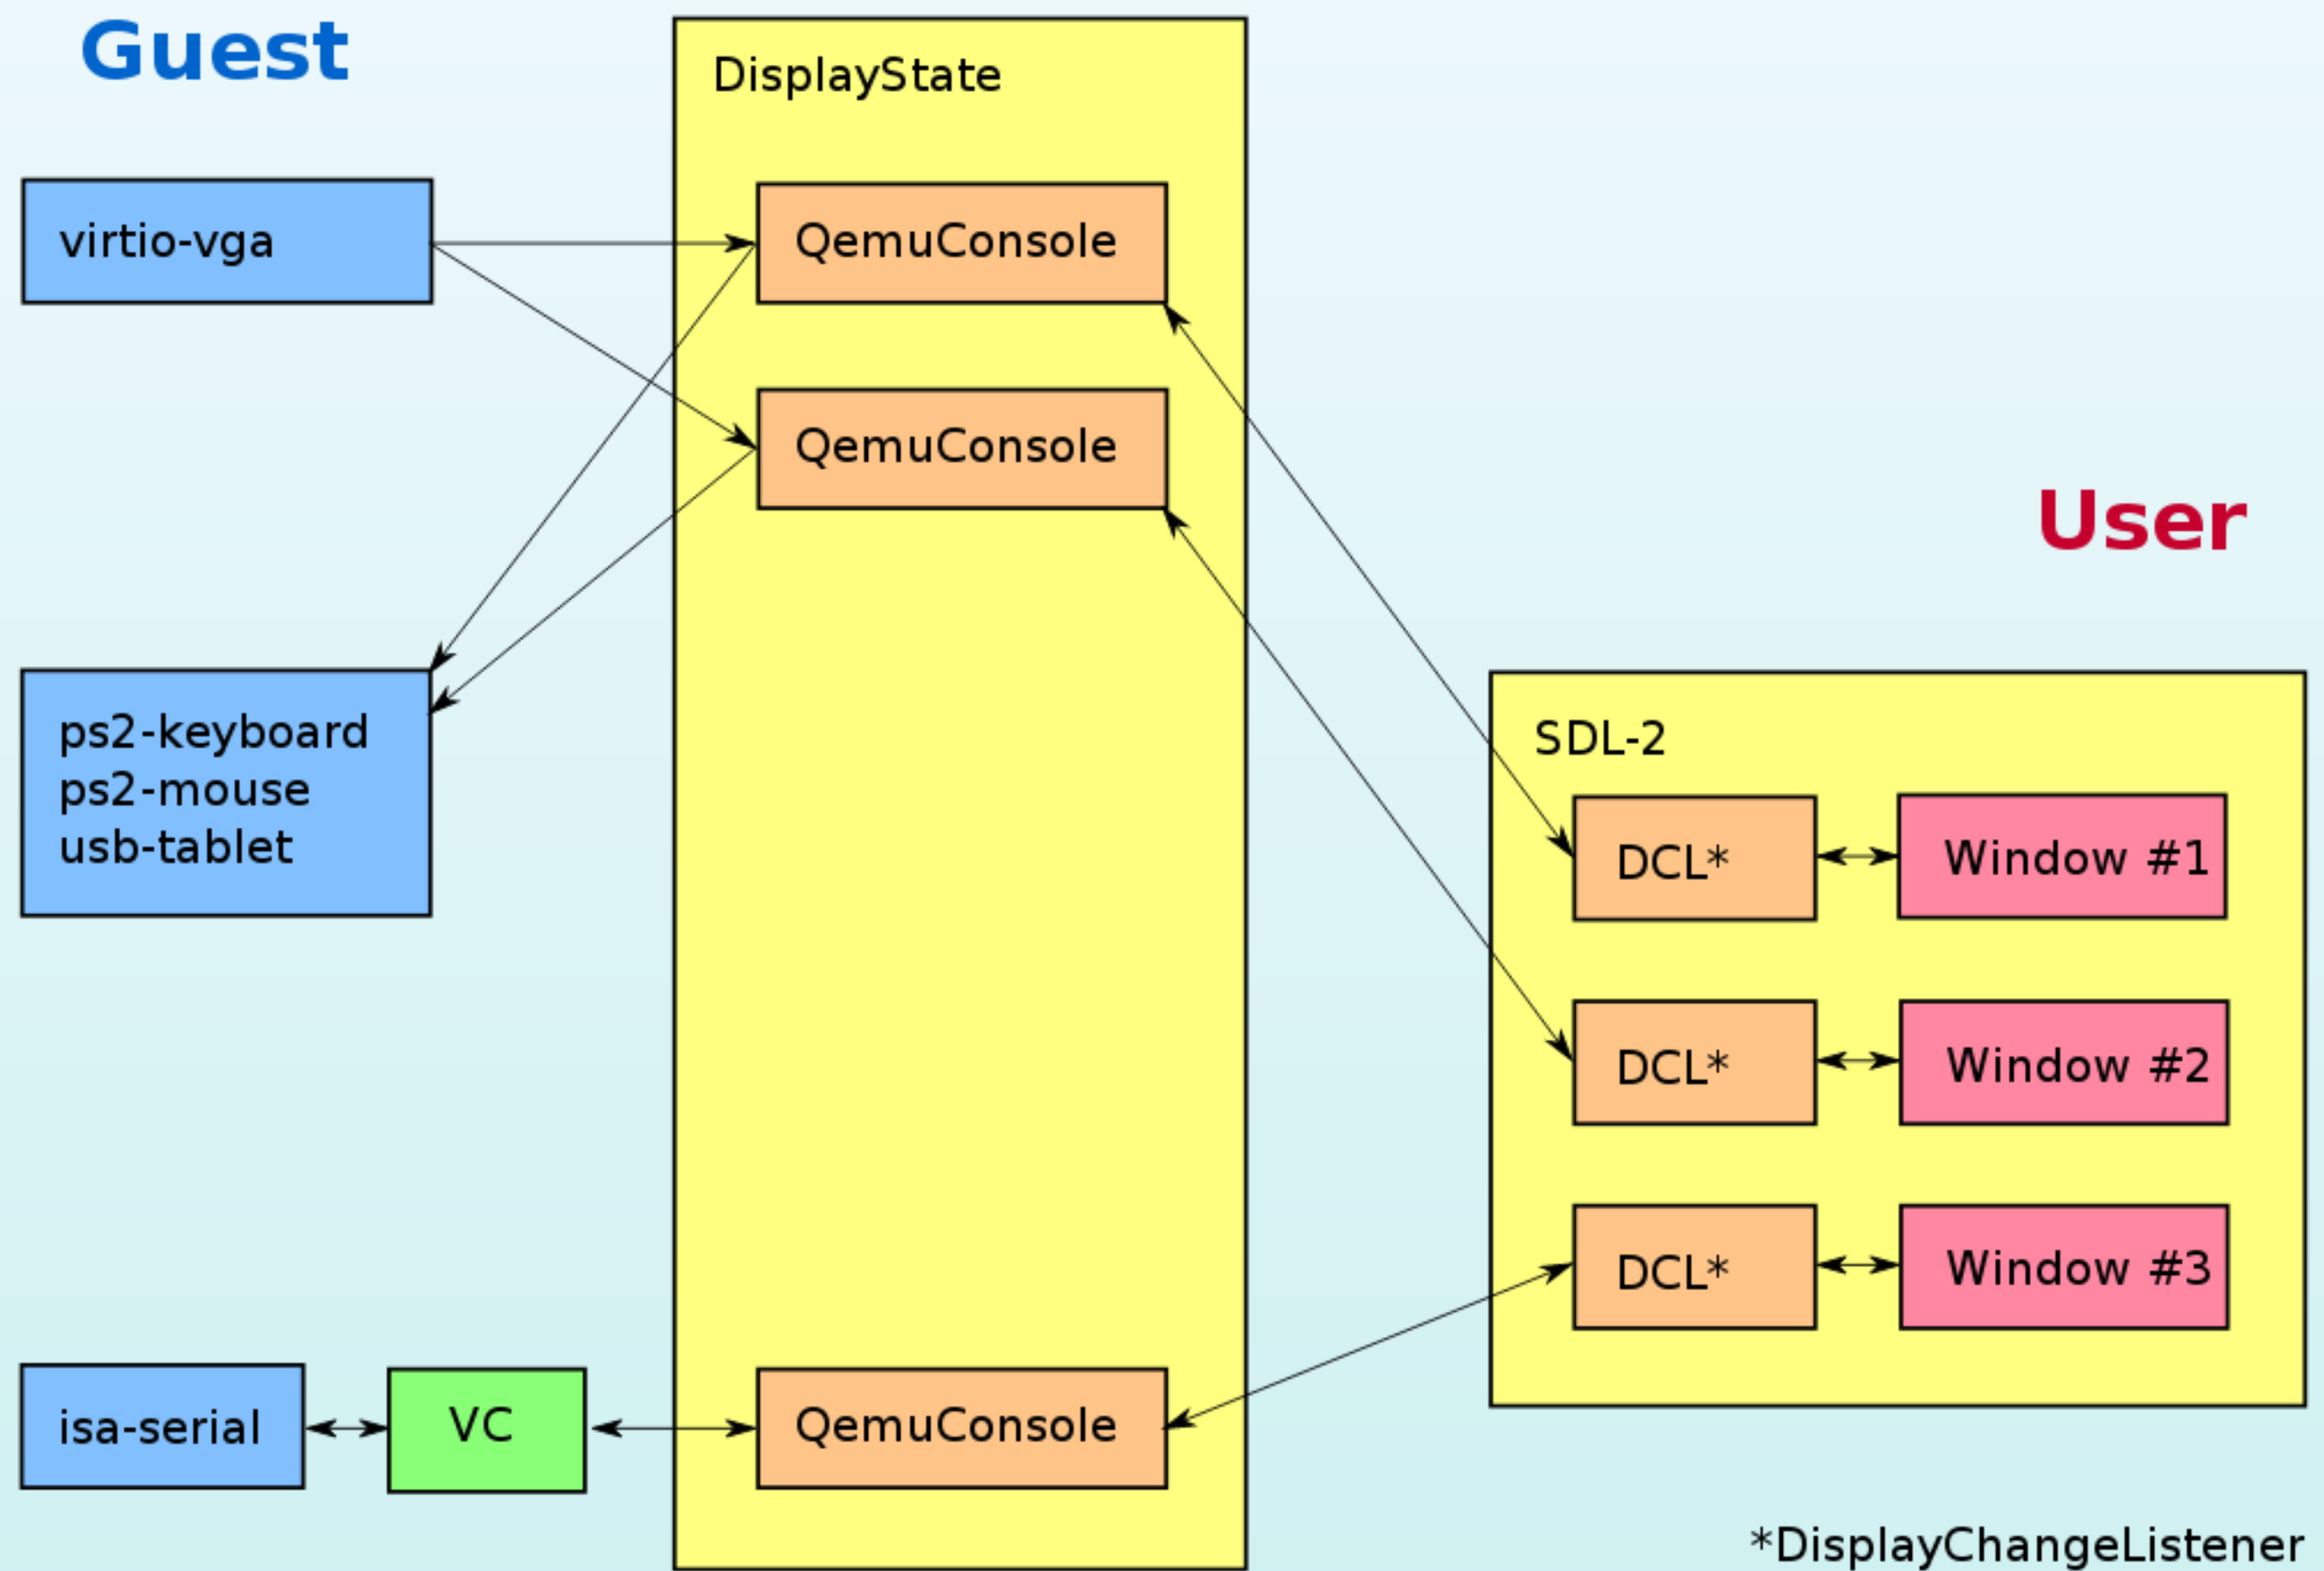 Guest
DisplayState
virtio-vga
QemuConsole
QemuConsole
User
ps2-keyboard
ps2-mouse
usb-tablet
SDL-2
DCL*
Window #1
DCL*
Window #2
DCL*
Window #3
isa-serial
VC
QemuConsole
*DisplayChangeListener